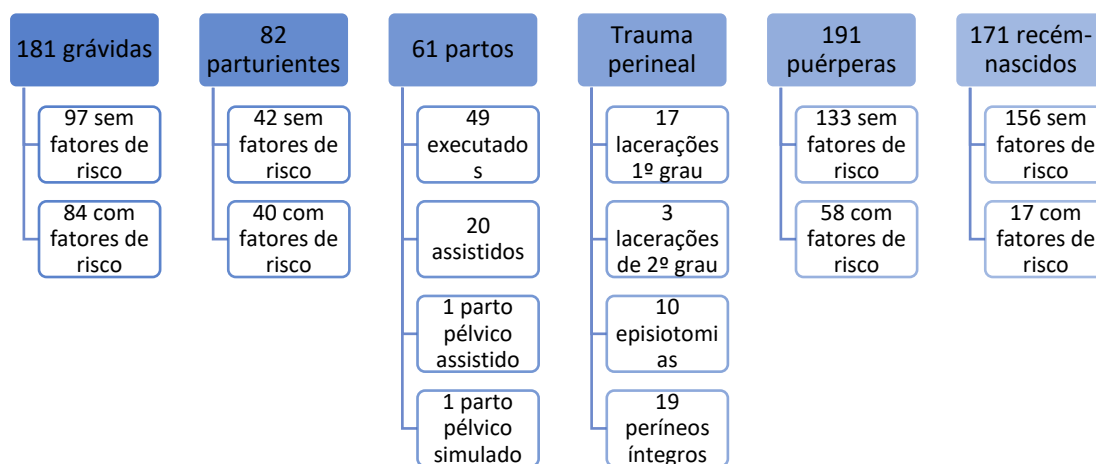 181 grávidas
97 sem
fatores de
risco
84 com
fatores de
risco
82
parturientes
42 sem
fatores de
risco
40 com
fatores de
risco
61 partos
49
executado
s
20
assistidos
1 parto
pélvico
assistido
1 parto
pélvico
simulado
Trauma
perineal
17
lacerações
1º grau
3
lacerações
de 2º grau
10
episiotomi
as
19
períneos
íntegros
191
puérperas
133 sem
fatores de
risco
58 com
fatores de
risco
171 recém-
nascidos
156 sem
fatores de
risco
17 com
fatores de
risco